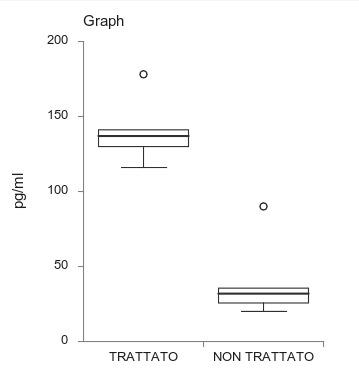 Graph
200
150
100
50
0
pg/ml
TRATTATO
NON TRATTATO